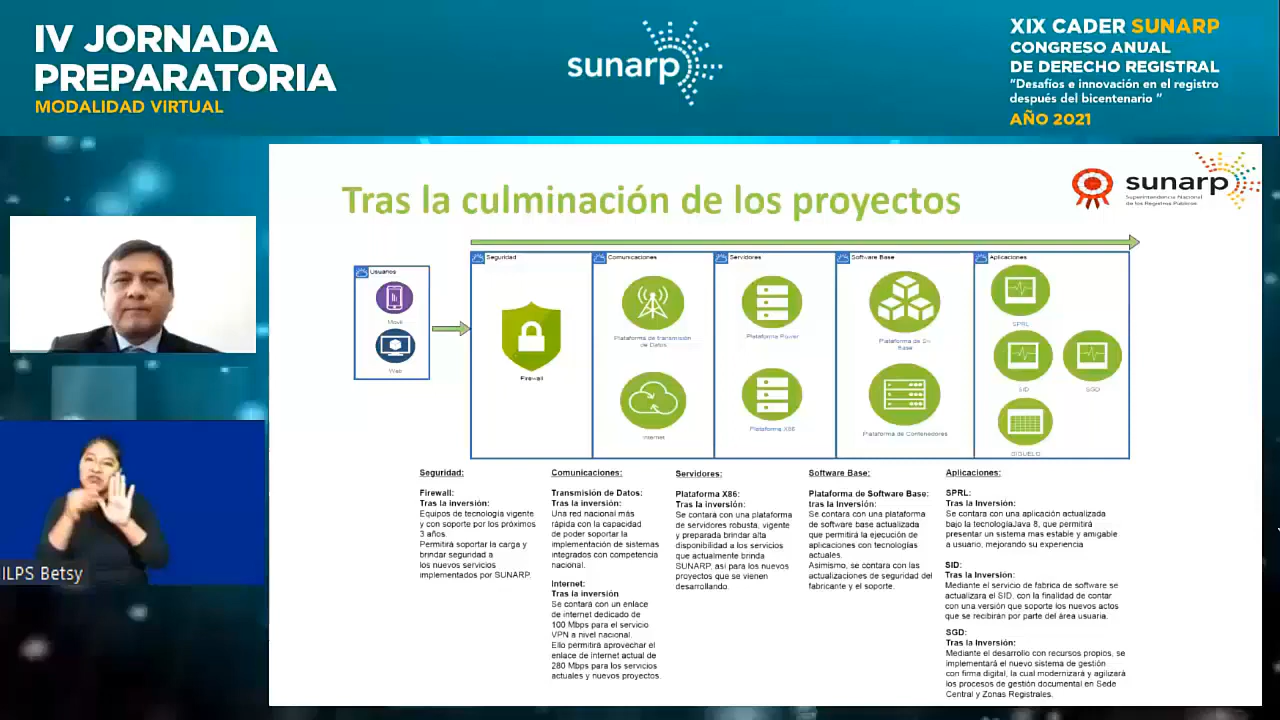 IV JORNADA
PREPARATORIA
MODALIDAD VIRTUAL
sunarp
XIX CADER SUNARP
CONGRESO ANUAL
DE DERECHO REGISTRAL
"Desafíos e innovación en el registro
después del bicentenario "
AÑO 2021
Tras la culminación de los proyectos
sunarp
Superintendencia Nacional
de los Registros Públicos
Usuarios
Movil
Web
Seguridad
Firewall
Comunicaciones
Plataforma de transmisión
de Datos
Internet
Servidores
Plataforma Power
Plataforma X86
Software Base
Plataforma de
Base
Plataforma de Contenedores
Aplicaciones
SPRL
SID
SGD
SIGUELO
Seguridad:
Firewall:
Tras la inversión:
Equipos de tecnología vigente
y con soporte por los próximos
3 años.
Permitirá soportar la carga y
brindar seguridad a
los nuevos servicios
implementados por SUNARP.
Comunicaciones:
Transmisión de Datos:
Tras la inversión:
Una red nacional más
rápida con la capacidad
de poder soportar la
implementación de sistemas
integrados con competencia
nacional.
Internet:
Tras la inversión
Se contará con un enlace
de internet dedicado de
100 Mbps para el servicio
VPN a nivel nacional.
Ello permitirá aprovechar el
enlace de internet actual de
280 Mbps para los servicios
actuales y nuevos proyectos.
Servidores:
Plataforma X86:
Tras la inversión:
Se contará con una plataforma
de servidores robusta, vigente
y preparada brindar alta
disponibilidad a los servicios
que actualmente brinda
SUNARP, así para los nuevos
proyectos que se vienen
desarrollando.
Software Base:
Plataforma de Software Base:
tras la Inversión:
Se contara con una plataforma
de software base actualizada
que permitirá la ejecución de
aplicaciones con tecnologías
actuales.
Asimismo, se contara con las
actualizaciones de seguridad del
fabricante y el soporte.
Aplicaciones:
SPRL:
Tras la Inversión:
Se contara con una aplicación actualizada
bajo la tecnologíaJava 8, que permitirá
presentar un sistema mas estable y amigable
a usuario, mejorando su experiencia
SID:
Tras la Inversión:
Mediante el servicio de fabrica de software se
actualizara el SID, con la finalidad de contar
con una versión que soporte los nuevos actos
que se recibirán por parte del área usuaria.
SGD:
Tras la Inversión:
Mediante el desarrollo con recursos propios, se
implementará el nuevo sistema de gestión
con firma digital, la cual modernizará y agilizará
los procesos de gestión documental en Sede
Central y Zonas Registrales.
ILPS Betsy